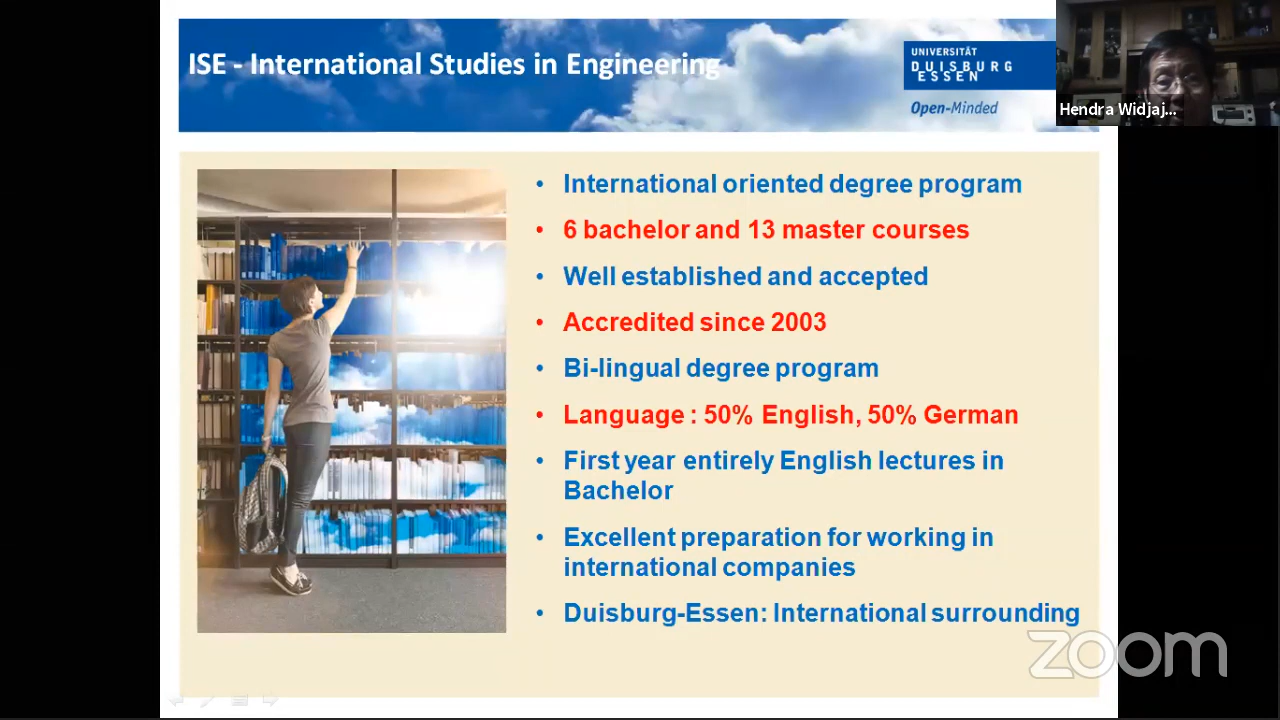 ISE - International Studies in Engineering
UNIVERSITÄT
DUISBURG
ESSEN
Open-Minded
Hendra Widjaj...
• International oriented degree program
• 6 bachelor and 13 master courses
• Well established and accepted
• Accredited since 2003
• Bi-lingual degree program
• Language : 50% English, 50% German
• First year entirely English lectures in
Bachelor
• Excellent preparation for working in
international companies
• Duisburg-Essen: International surrounding
zoom